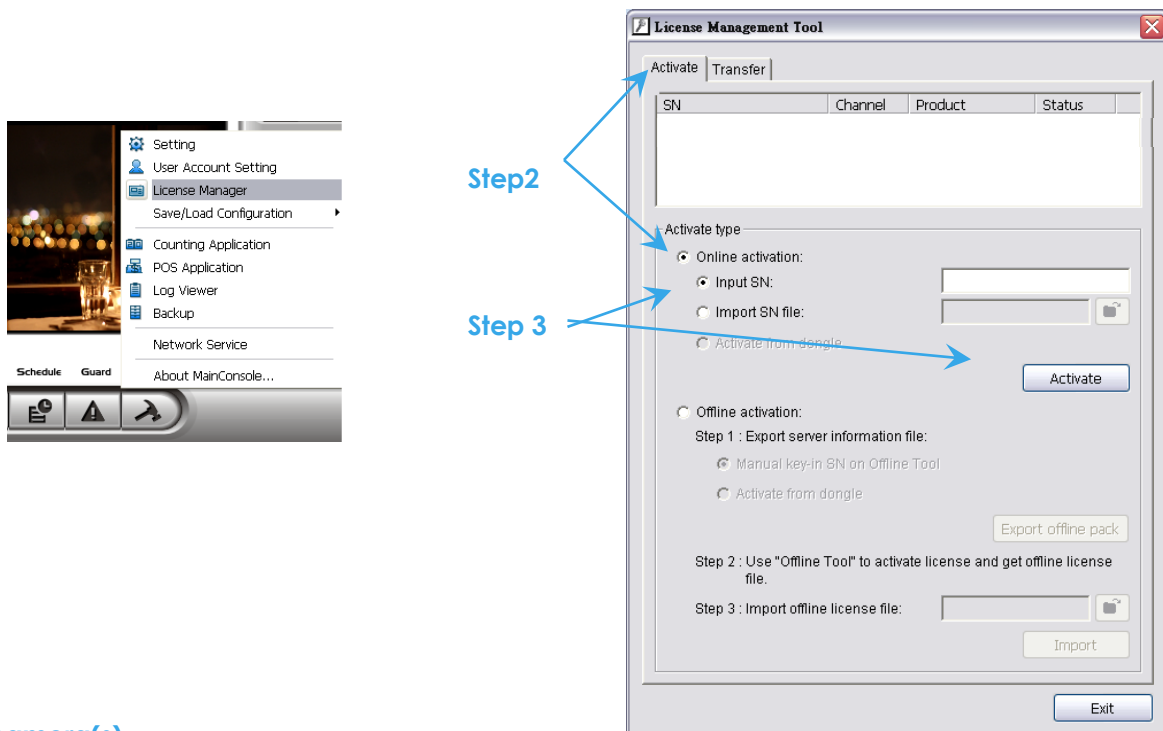 Setting
User Account Setting
License Manager
Save/Load Configuration
Counting Application
POS Application
Log Viewer
Backup
Network Service
About MainConsole...
Schedule Guard
Step2
Step 3
License Management Tool
Activate Transfer
SN Channel Product Status
Activate type
Online activation:
Input SN:
Import SN file:
Activate from dongle
Activate
Offline activation:
Step 1 : Export server information file:
Manual key-in SN on Offline Tool
Activate from dongle
Export offline pack
Step 2 : Use "Offline Tool" to activate license and get offline license
file.
Step 3 : Import offline license file:
Import
Exit